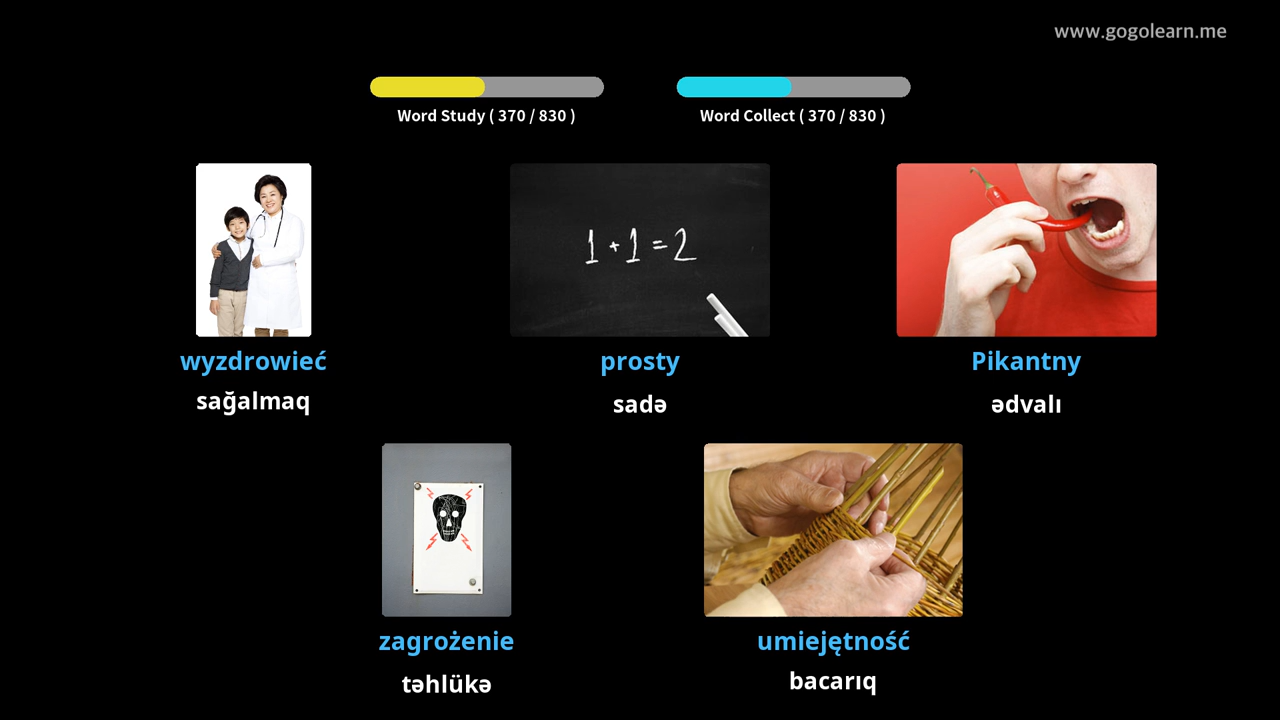 www.gogolearn.me
Word Study ( 370 / 830 )
Word Collect ( 370 / 830 )
1 + 1 = 2
wyzdrowieć
sağalmaq
prosty
sadə
Pikantny
ədvalı
zagrożenie
təhlükə
umiejętność
bacarıq